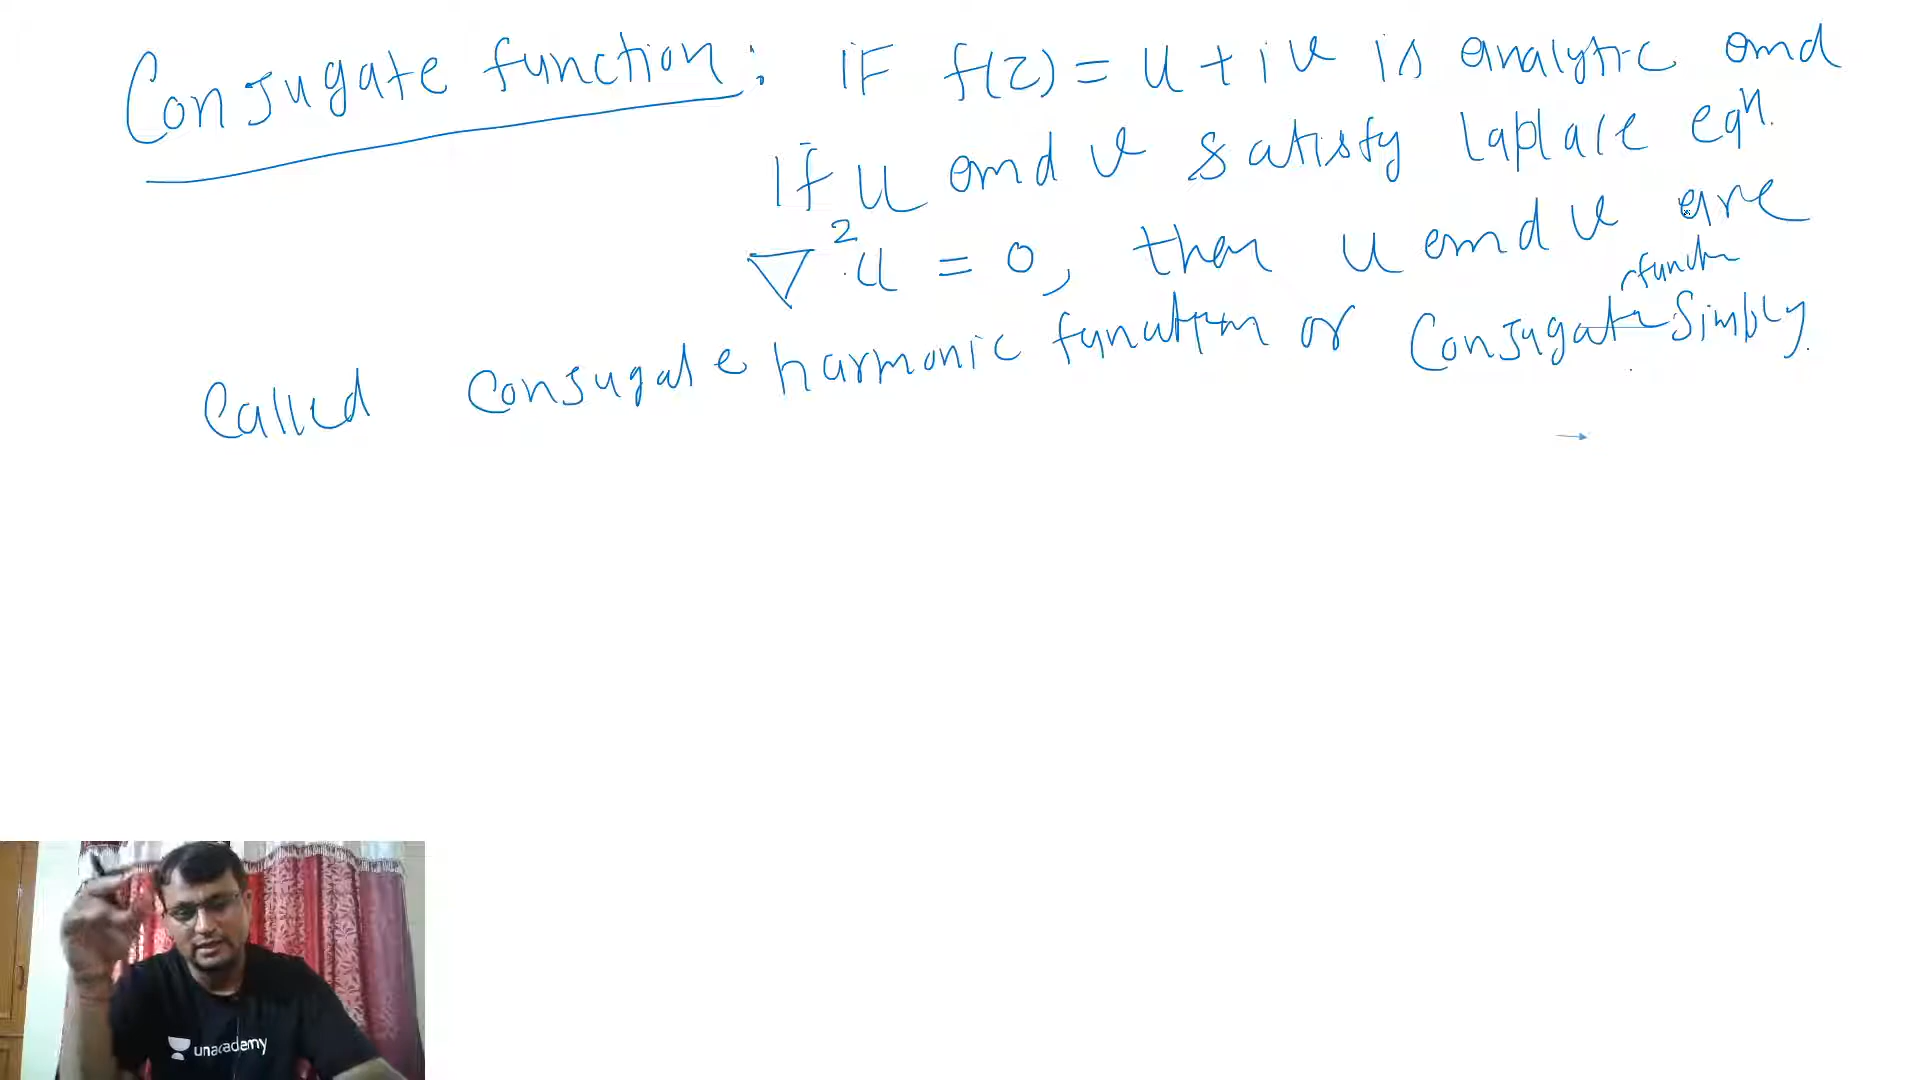 Conjugate function: If f(z) = u + iv is analytic and
If u and v satisfy Laplace eqn.
∇²u = 0, then u and v are
called conjugate harmonic function or conjugate function simply.
unacademy